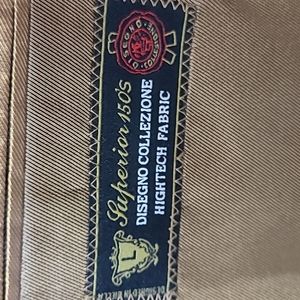 Superior 150's
DISEGNO COLLEZIONE
HIGHTECH FABRIC
L